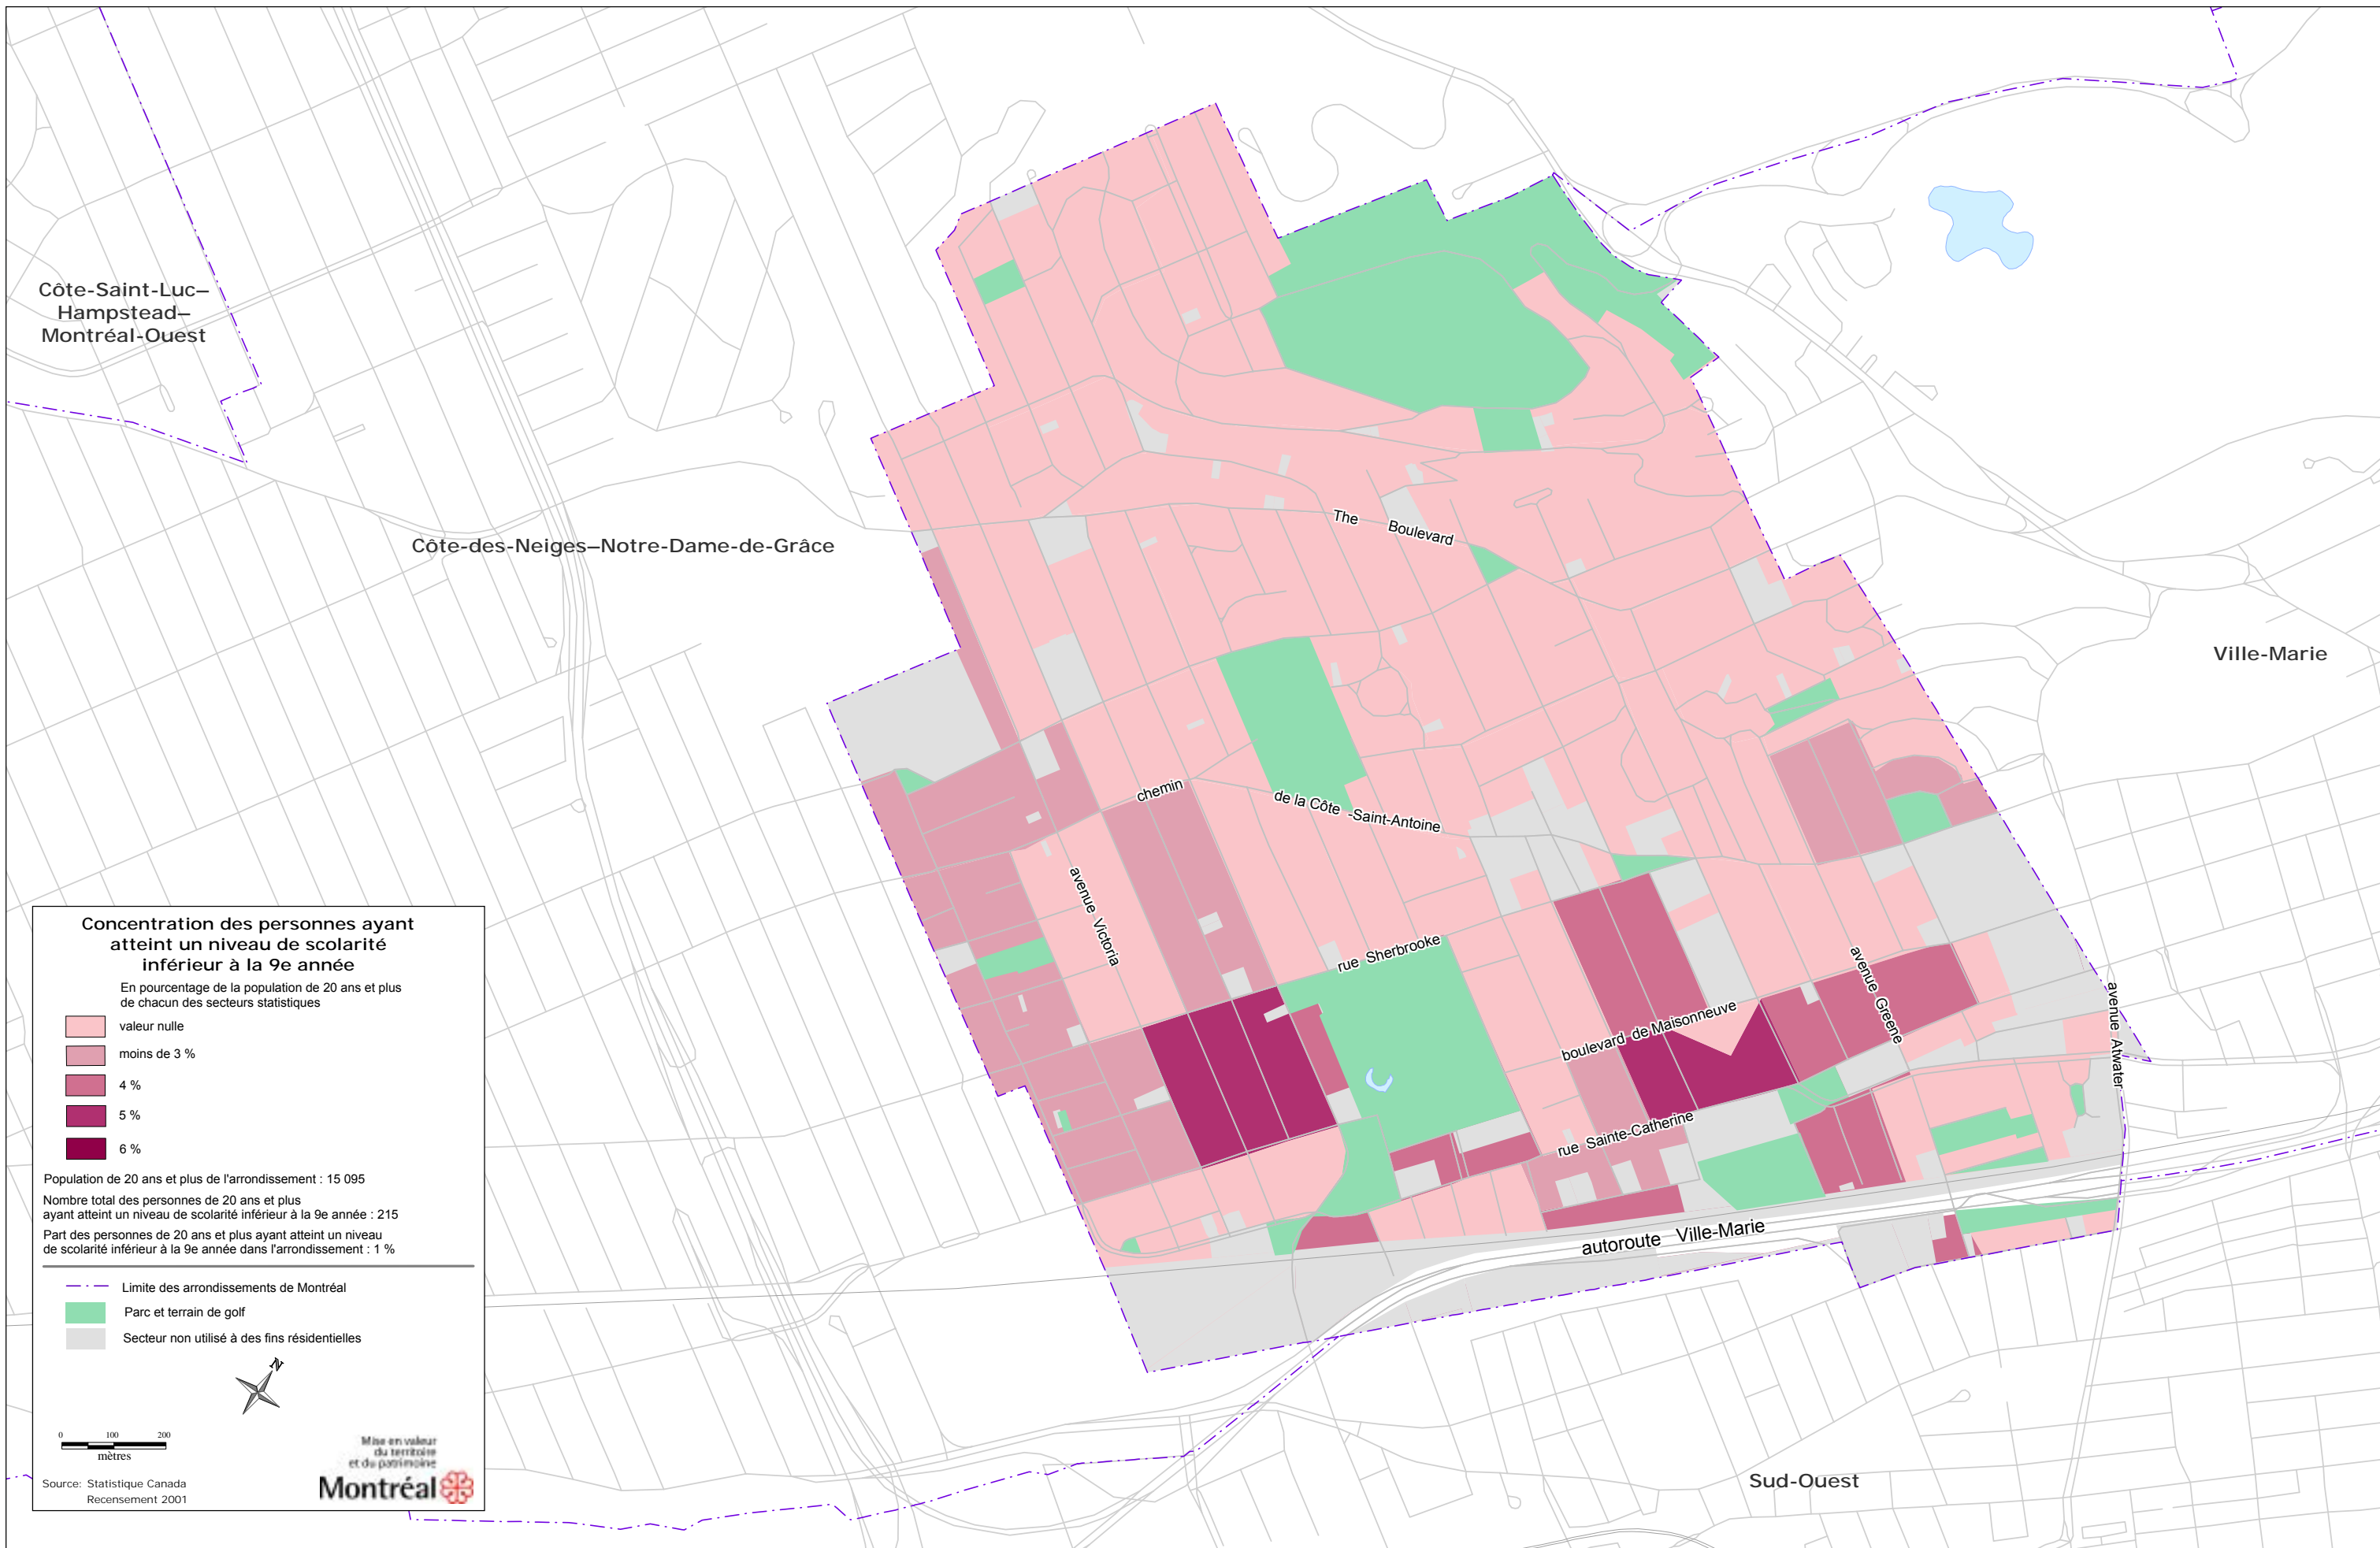 Côte-Saint-Luc–
Hampstead–
Montréal-Ouest
Côte-des-Neiges–Notre-Dame-de-Grâce
Ville-Marie
Sud-Ouest
The Boulevard
chemin de la Côte -Saint-Antoine
avenue Victoria
rue Sherbrooke
boulevard de Maisonneuve
avenue Greene
avenue Atwater
rue Sainte-Catherine
autoroute Ville-Marie
Concentration des personnes ayant
atteint un niveau de scolarité
inférieur à la 9e année
En pourcentage de la population de 20 ans et plus
de chacun des secteurs statistiques
valeur nulle
moins de 3 %
4 %
5 %
6 %
Population de 20 ans et plus de l'arrondissement : 15 095
Nombre total des personnes de 20 ans et plus
ayant atteint un niveau de scolarité inférieur à la 9e année : 215
Part des personnes de 20 ans et plus ayant atteint un niveau
de scolarité inférieur à la 9e année dans l'arrondissement : 1 %
Limite des arrondissements de Montréal
Parc et terrain de golf
Secteur non utilisé à des fins résidentielles
N
0 100 200
mètres
Mise en valeur
du territoire
et du patrimoine
Montréal
Source: Statistique Canada
Recensement 2001